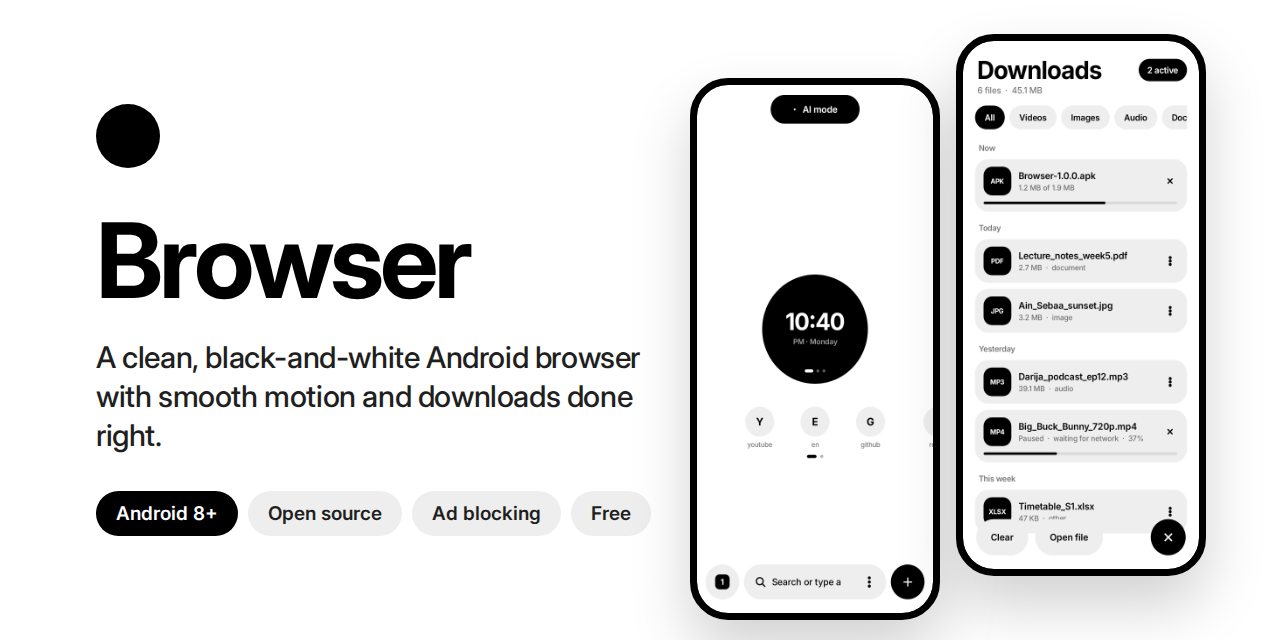 Browser
A clean, black-and-white Android browser
with smooth motion and downloads done
right.
Android 8+
Open source
Ad blocking
Free
AI mode
10:40
PM · Monday
Y
E
G
youtube
en
github
1
Search or type a
Downloads
2 active
6 files · 45.1 MB
All
Videos
Images
Audio
Doc
Now
APK
Browser-1.0.0.apk
1.2 MB of 1.9 MB
Today
PDF
Lecture_notes_week5.pdf
2.7 MB · document
JPG
Ain_Sebaa_sunset.jpg
3.2 MB · image
Yesterday
MP3
Darija_podcast_ep12.mp3
39.1 MB · audio
MP4
Big_Buck_Bunny_720p.mp4
Paused · waiting for network · 37%
This week
XLSX
Timetable_S1.xlsx
47 KB · other
Clear
Open file